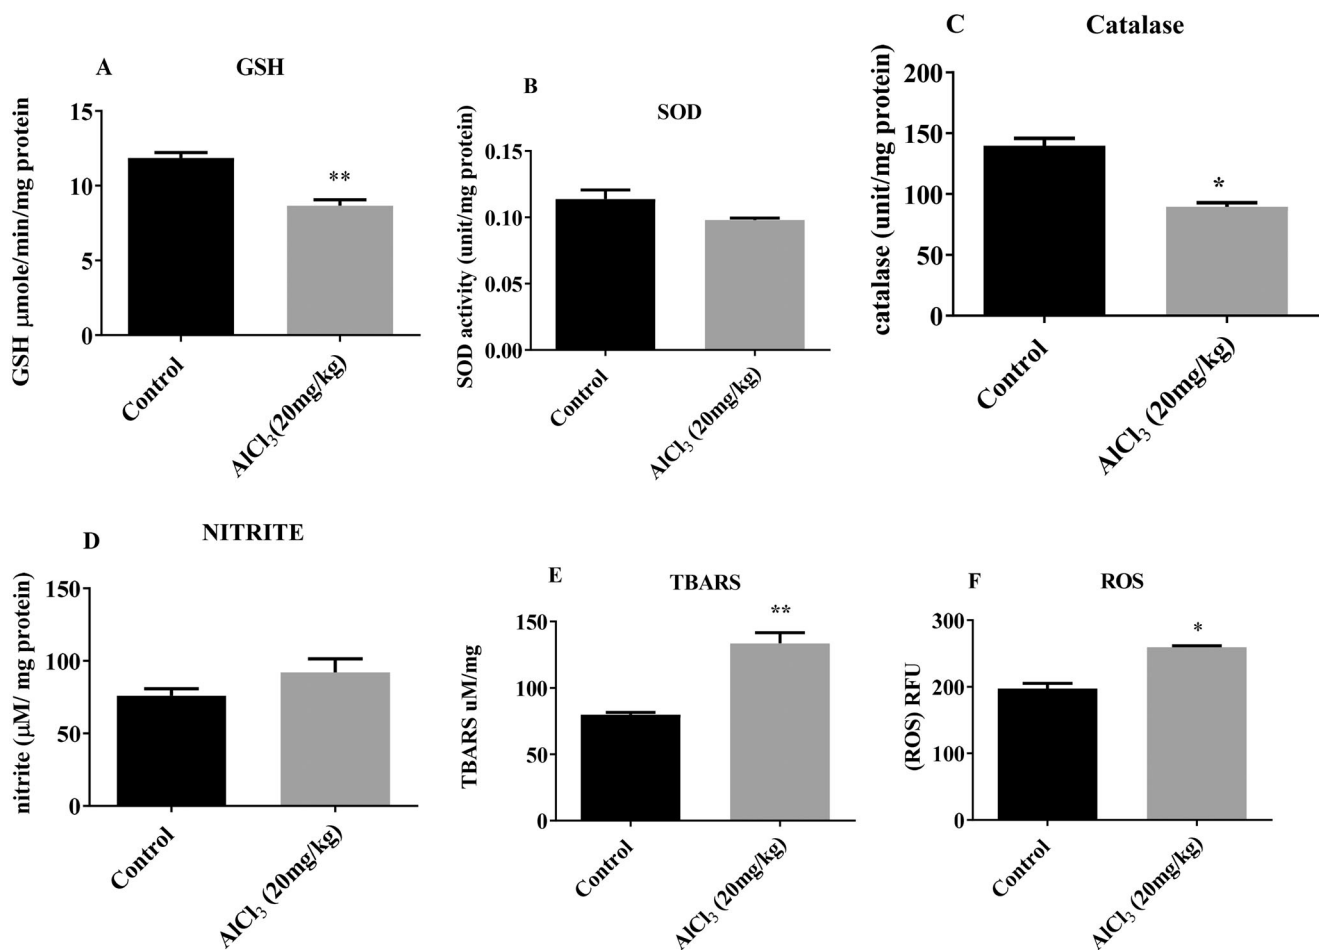 A
GSH
GSH μmole/min/mg protein
15
10
5
0
**
Control
AlCl₃(20mg/kg)
B
SOD
SOD activity (unit/mg protein)
0.15
0.10
0.05
0.00
Control
AlCl₃ (20mg/kg)
C
Catalase
catalase (unit/mg protein)
200
150
100
50
0
*
Control
AlCl₃ (20mg/kg)
D
NITRITE
nitrite (μM/ mg protein)
150
100
50
0
Control
AlCl₃ (20mg/kg)
E
TBARS
TBARS uM/mg
150
100
50
0
**
Control
AlCl₃ (20mg/kg)
F
ROS
(ROS) RFU
300
200
100
0
*
Control
AlCl₃ (20mg/kg)